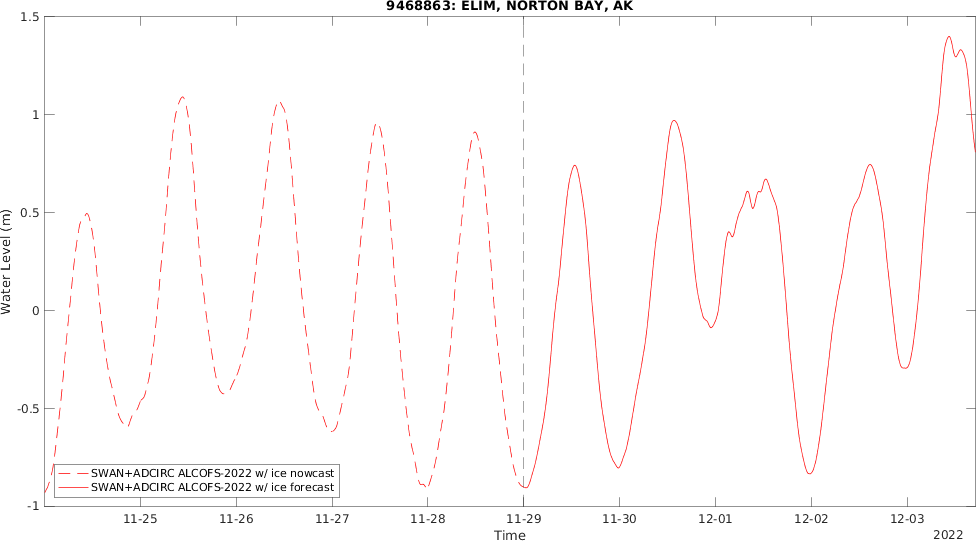 9468863: ELIM, NORTON BAY, AK
1.5
1
0.5
0
-0.5
-1
Water Level (m)
SWAN+ADCIRC ALCOFS-2022 w/ ice nowcast
SWAN+ADCIRC ALCOFS-2022 w/ ice forecast
11-25 11-26 11-27 11-28 11-29 11-30 12-01 12-02 12-03
Time
2022